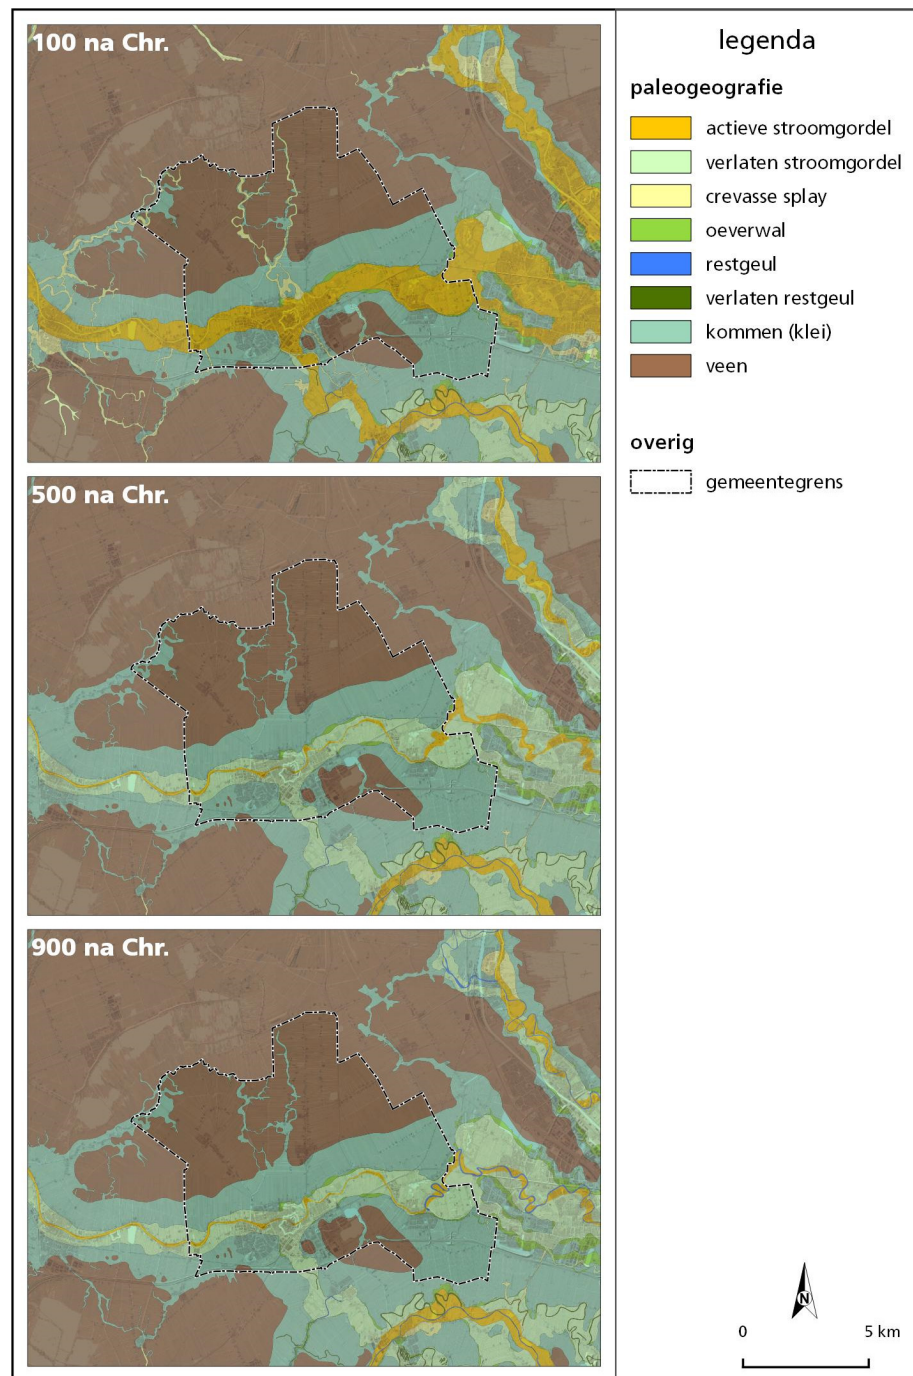 100 na Chr.
500 na Chr.
900 na Chr.
legenda
paleogeografie
actieve stroomgordel
verlaten stroomgordel
crevasse splay
oeverwal
restgeul
verlaten restgeul
kommen (klei)
veen
overig
gemeentegrens
N
0 5 km